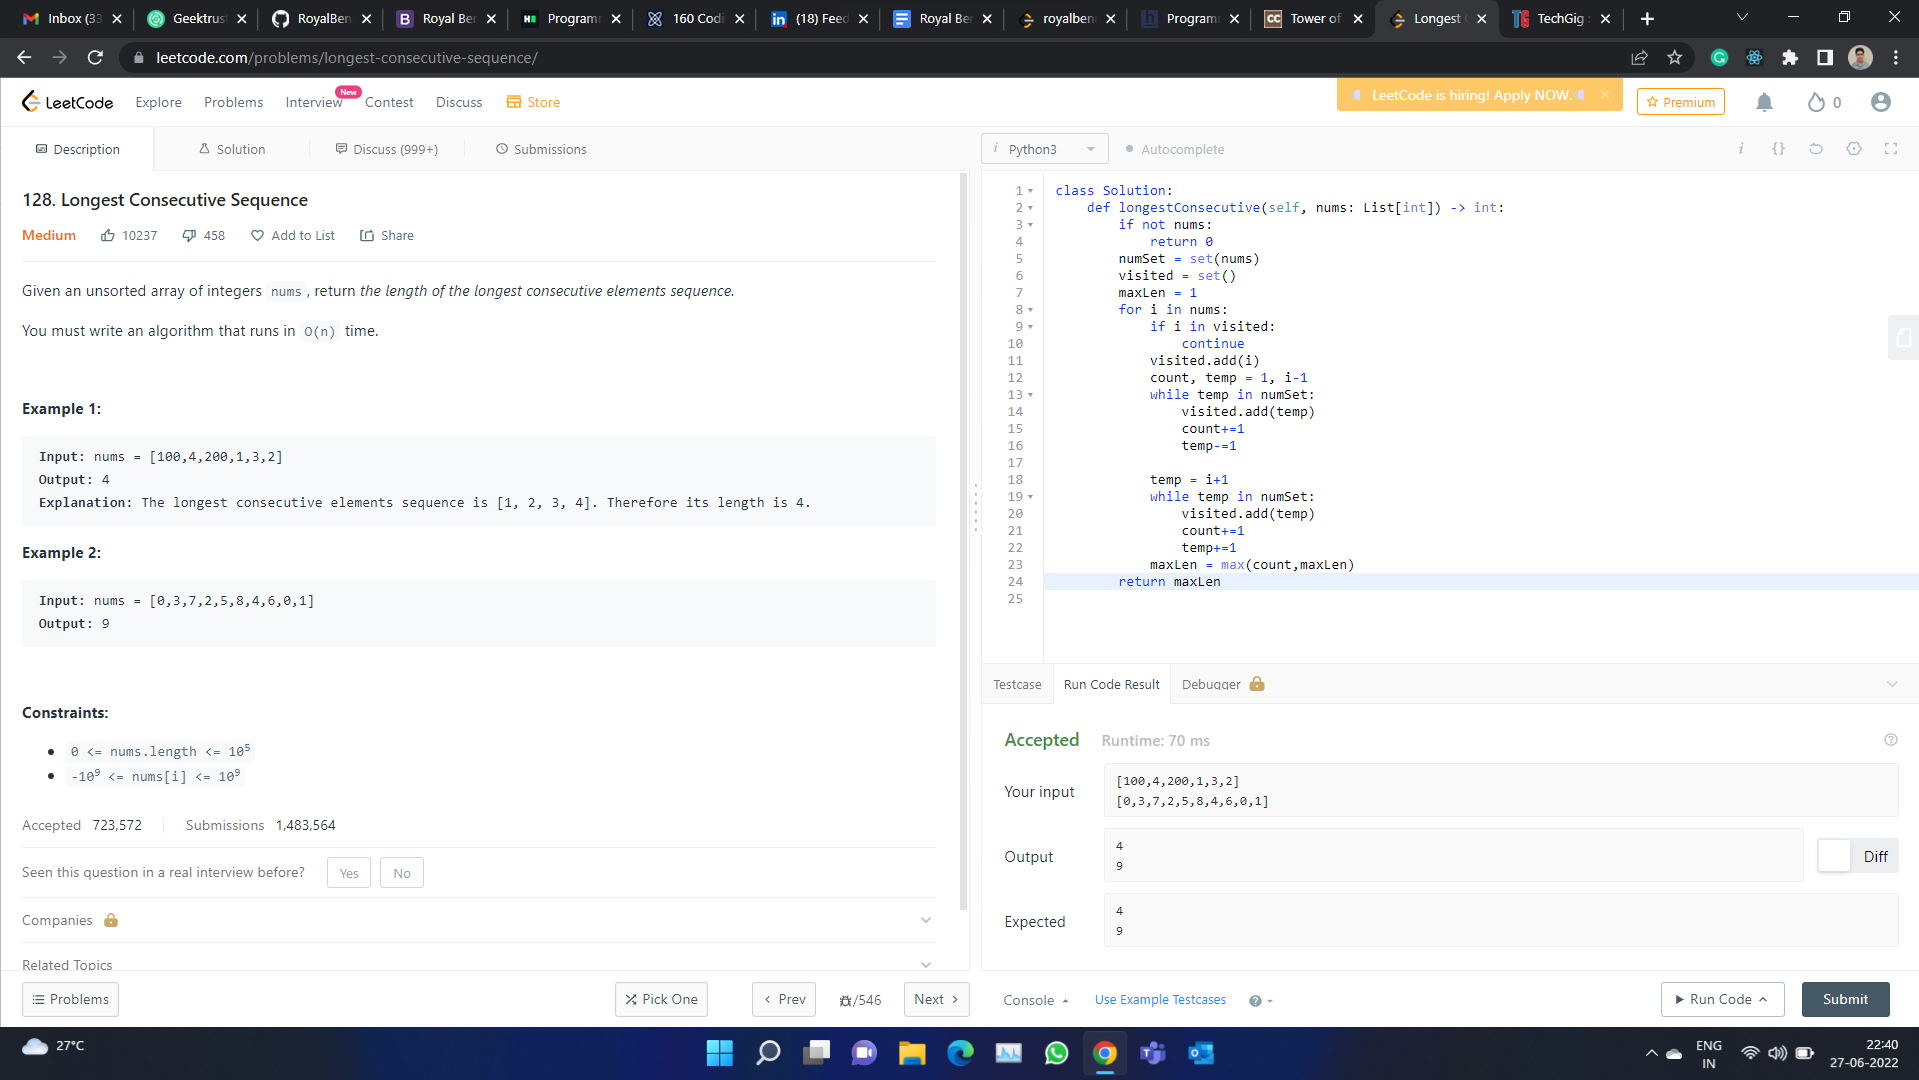 Inbox (33
Geektrust
RoyalBen
Royal Ber
Programm
160 Codi
(18) Feed
Royal Ber
royalben
Programm
Tower of
Longest
TechGig
leetcode.com/problems/longest-consecutive-sequence/
LeetCode
Explore
Problems
Interview
New
Contest
Discuss
Store
LeetCode is hiring! Apply NOW.
Premium
0
Description
Solution
Discuss (999+)
Submissions
i Python3
Autocomplete
128. Longest Consecutive Sequence
Medium
10237
458
Add to List
Share
Given an unsorted array of integers nums, return the length of the longest consecutive elements sequence.
You must write an algorithm that runs in O(n) time.
Example 1:
Input: nums = [100,4,200,1,3,2]
Output: 4
Explanation: The longest consecutive elements sequence is [1, 2, 3, 4]. Therefore its length is 4.
Example 2:
Input: nums = [0,3,7,2,5,8,4,6,0,1]
Output: 9
Constraints:
0 <= nums.length <= 10⁵
-10⁹ <= nums[i] <= 10⁹
Accepted 723,572
Submissions 1,483,564
Seen this question in a real interview before?
Yes
No
Companies
Related Topics
Problems
Pick One
Prev
/546
Next
1 class Solution:
2 def longestConsecutive(self, nums: List[int]) -> int:
3 if not nums:
4 return 0
5 numSet = set(nums)
6 visited = set()
7 maxLen = 1
8 for i in nums:
9 if i in visited:
10 continue
11 visited.add(i)
12 count, temp = 1, i-1
13 while temp in numSet:
14 visited.add(temp)
15 count+=1
16 temp-=1
17
18 temp = i+1
19 while temp in numSet:
20 visited.add(temp)
21 count+=1
22 temp+=1
23 maxLen = max(count,maxLen)
24 return maxLen
25
Testcase
Run Code Result
Debugger
Accepted
Runtime: 70 ms
Your input
[100,4,200,1,3,2]
[0,3,7,2,5,8,4,6,0,1]
Output
4
9
Diff
Expected
4
9
Console
Use Example Testcases
Run Code
Submit
27°C
ENG
IN
22:40
27-06-2022